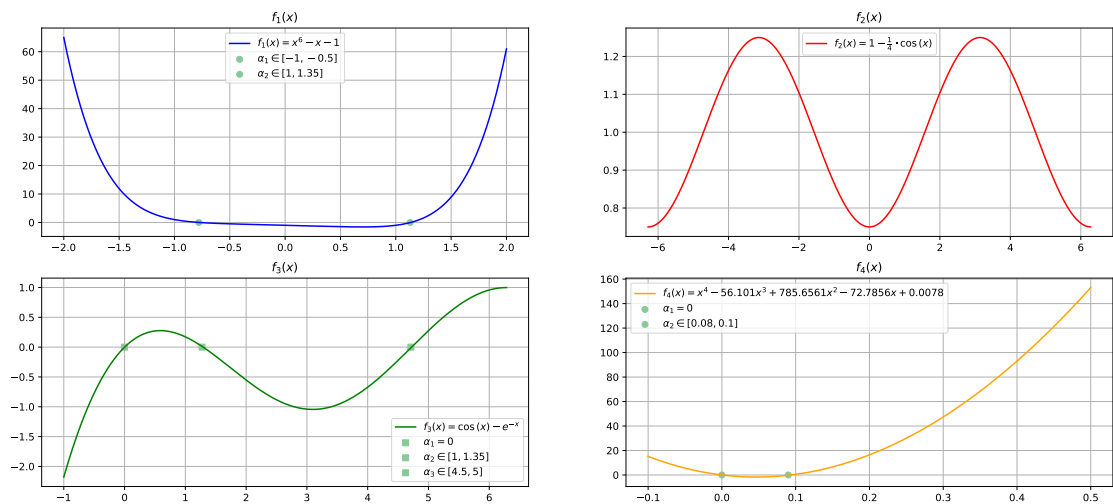 f₁(x)
f₁(x) = x⁶ − x − 1
α₁ ∈ [−1, −0.5]
α₂ ∈ [1, 1.35]
60
50
40
30
20
10
0
−2.0 −1.5 −1.0 −0.5 0.0 0.5 1.0 1.5 2.0
f₂(x)
f₂(x) = 1 − ¼ • cos (x)
1.2
1.1
1.0
0.9
0.8
−6 −4 −2 0 2 4 6
f₃(x)
1.0
0.5
0.0
−0.5
−1.0
−1.5
−2.0
f₃(x) = cos (x) − e⁻ˣ
α₁ = 0
α₂ ∈ [1, 1.35]
α₃ ∈ [4.5, 5]
−1 0 1 2 3 4 5 6
f₄(x)
f₄(x) = x⁴ − 56.101x³ + 785.6561x² − 72.7856x + 0.0078
α₁ = 0
α₂ ∈ [0.08, 0.1]
160
140
120
100
80
60
40
20
0
−0.1 0.0 0.1 0.2 0.3 0.4 0.5